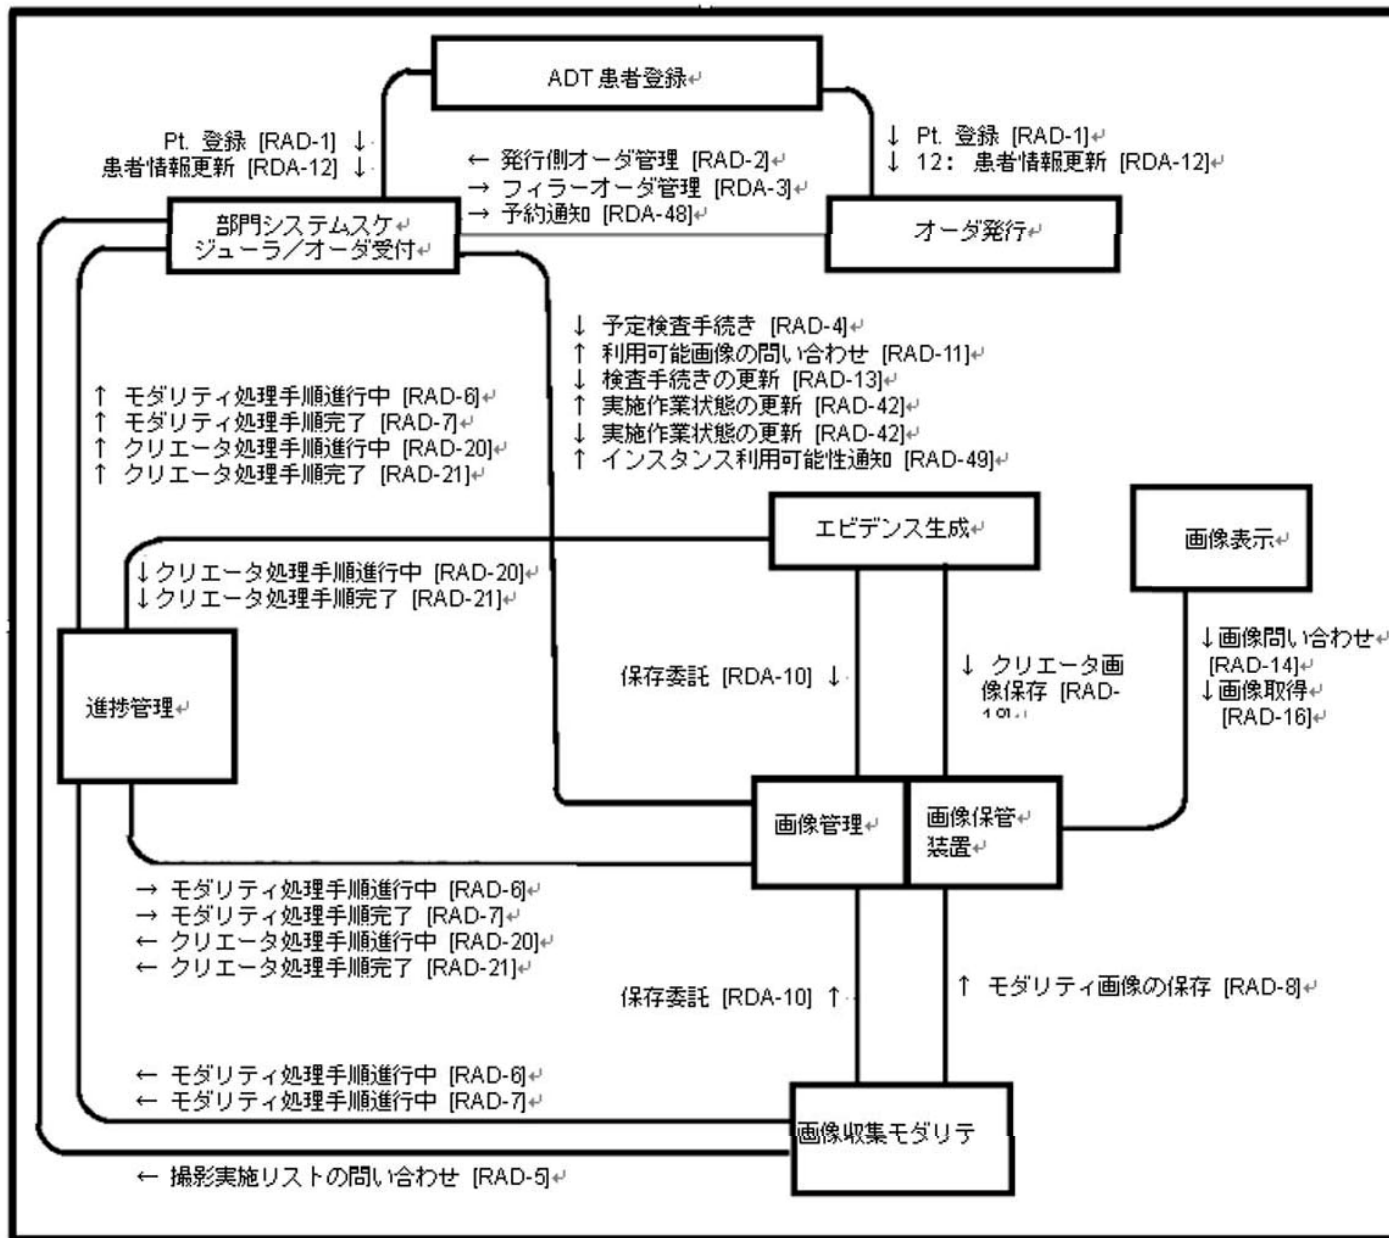 ADT 患者登録↵
Pt. 登録 [RAD-1] ↓
患者情報更新 [RDA-12] ↓
← 発行側オーダ管理 [RAD-2]↵
→ フィラーオーダ管理 [RDA-3]↵
→ 予約通知 [RDA-48]↵
↓ Pt. 登録 [RAD-1]↵
↓ 12: 患者情報更新 [RDA-12]↵
部門システムスケ↵
ジューラ/オーダ受付↵
オーダ発行↵
↓ 予定検査手続き [RAD-4]↵
↑ 利用可能画像の問い合わせ [RAD-11]↵
↓ 検査手続きの更新 [RAD-13]↵
↑ 実施作業状態の更新 [RAD-42]↵
↓ 実施作業状態の更新 [RAD-42]↵
↑ インスタンス利用可能性通知 [RAD-49]↵
↑ モダリティ処理手順進行中 [RAD-6]↵
↑ モダリティ処理手順完了 [RAD-7]↵
↑ クリエータ処理手順進行中 [RAD-20]↵
↑ クリエータ処理手順完了 [RAD-21]↵
エビデンス生成↵
画像表示↵
↓クリエータ処理手順進行中 [RAD-20]↵
↓クリエータ処理手順完了 [RAD-21]↵
進捗管理↵
保存委託 [RDA-10] ↓
↓ クリエータ画
像保存 [RAD-
↓画像問い合わせ↵
[RAD-14]↵
↓画像取得↵
[RAD-16]↵
画像管理↵
画像保管↵
装置↵
→ モダリティ処理手順進行中 [RAD-6]↵
→ モダリティ処理手順完了 [RAD-7]↵
← クリエータ処理手順進行中 [RAD-20]↵
← クリエータ処理手順完了 [RAD-21]↵
保存委託 [RDA-10] ↑
↑ モダリティ画像の保存 [RAD-8]↵
← モダリティ処理手順進行中 [RAD-6]↵
← モダリティ処理手順進行中 [RAD-7]↵
画像収集モダリテ
← 撮影実施リストの問い合わせ [RAD-5]↵